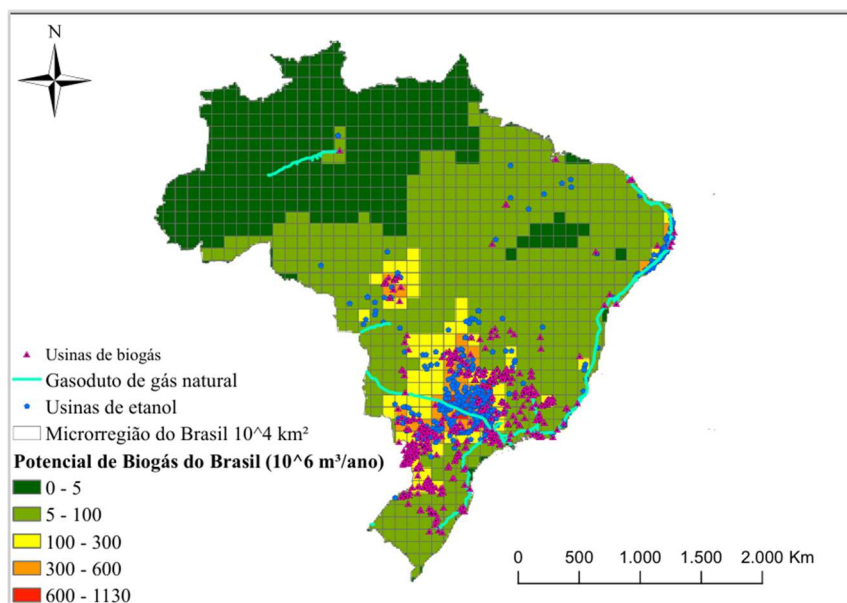 N
Usinas de biogás
Gasoduto de gás natural
Usinas de etanol
Microrregião do Brasil 10^4 km²
Potencial de Biogás do Brasil (10^6 m³/ano)
0 - 5
5 - 100
100 - 300
300 - 600
600 - 1130
0 500 1.000 1.500 2.000 Km